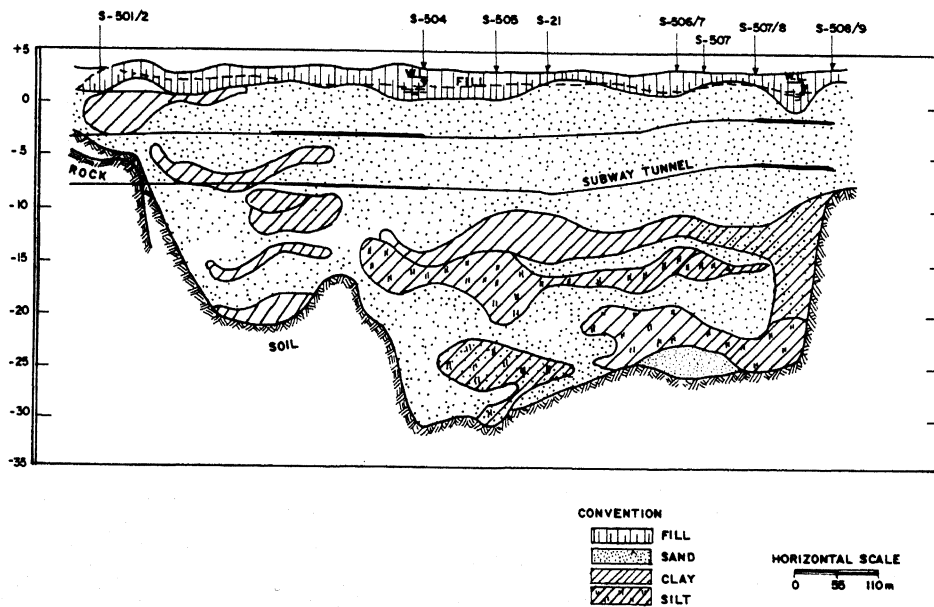 S-501/2 S-504 S-505 S-21 S-506/7 S-507/8 S-508/9
S-507
+5
FILL
0
-5
ROCK
SUBWAY TUNNEL
-10
-15
-20
SOIL
-25
-30
-35
CONVENTION
FILL
SAND
CLAY
SILT
HORIZONTAL SCALE
0 55 110m